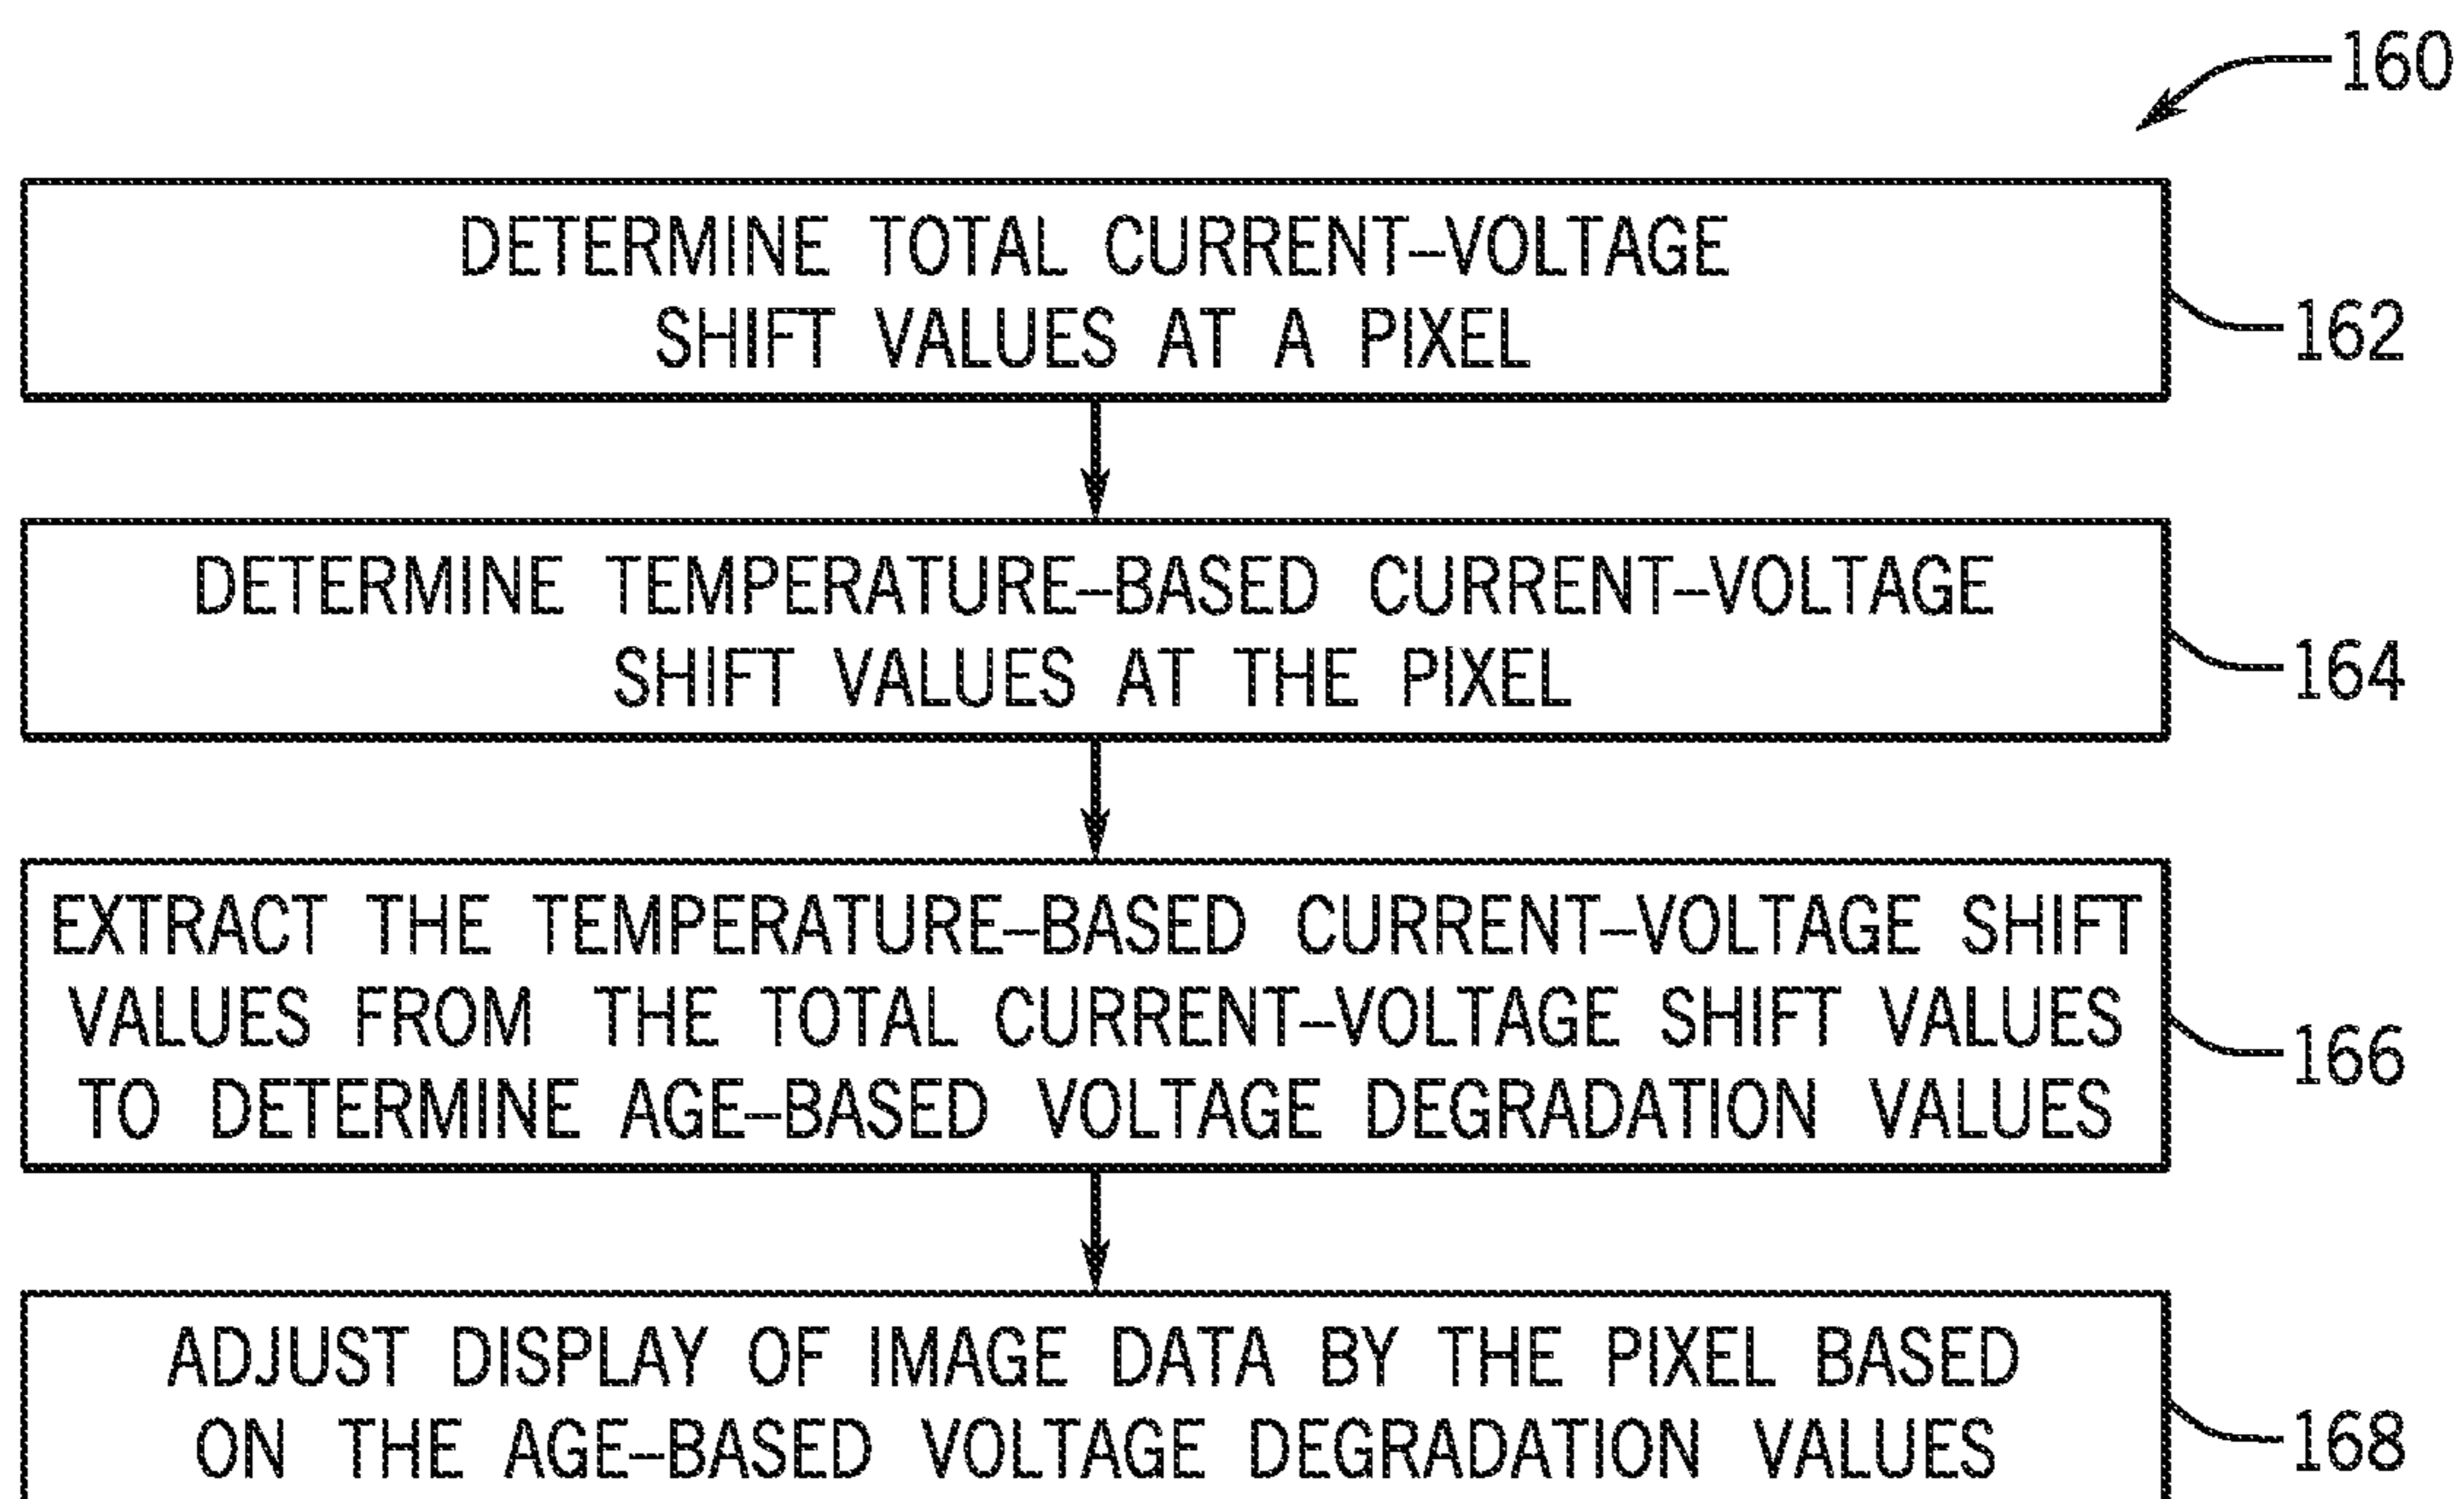 160
DETERMINE TOTAL CURRENT-VOLTAGE
SHIFT VALUES AT A PIXEL
162
DETERMINE TEMPERATURE-BASED CURRENT-VOLTAGE
SHIFT VALUES AT THE PIXEL
164
EXTRACT THE TEMPERATURE-BASED CURRENT-VOLTAGE SHIFT
VALUES FROM THE TOTAL CURRENT-VOLTAGE SHIFT VALUES
TO DETERMINE AGE-BASED VOLTAGE DEGRADATION VALUES
166
ADJUST DISPLAY OF IMAGE DATA BY THE PIXEL BASED
ON THE AGE-BASED VOLTAGE DEGRADATION VALUES
168